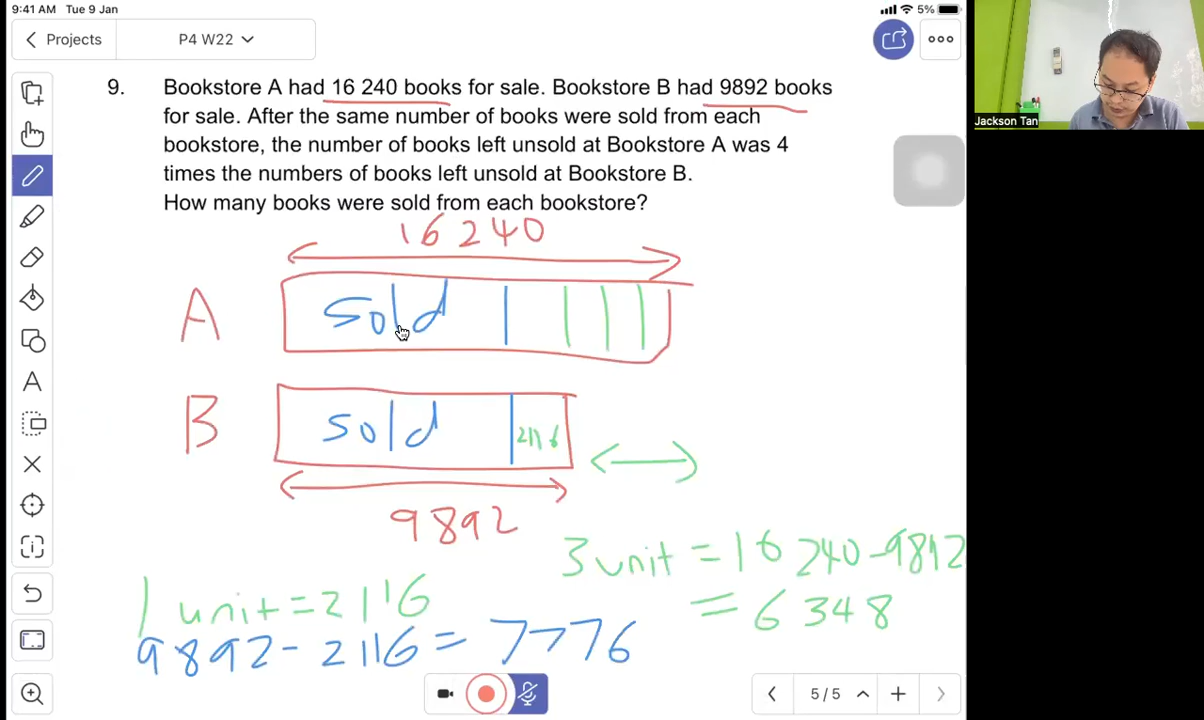 9:41 AM Tue 9 Jan
5%
Projects
P4 W22
9. Bookstore A had 16 240 books for sale. Bookstore B had 9892 books
for sale. After the same number of books were sold from each
bookstore, the number of books left unsold at Bookstore A was 4
times the numbers of books left unsold at Bookstore B.
How many books were sold from each bookstore?
Jackson Tan
16 240
A
sold
B
sold
2116
9892
3 unit = 16 240 - 9892
= 6 348
1 unit = 2116
9892 - 2116 = 7776
A
5/5